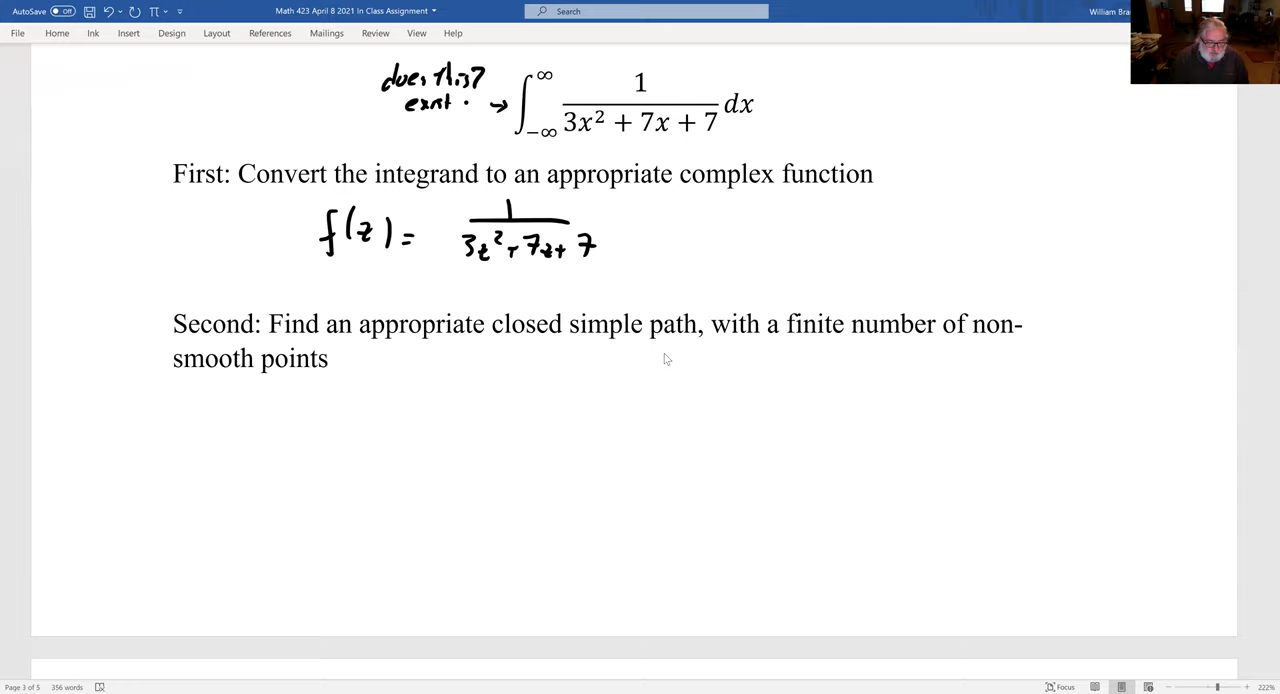 AutoSave Off Math 423 April 8 2021 In Class Assignment Search William Bra
File Home Ink Insert Design Layout References Mailings Review View Help
does this?
exist → ∫_{-∞}^{∞} 1/(3x² + 7x + 7) dx
First: Convert the integrand to an appropriate complex function
f(z) = 1/(3z² + 7z + 7)
Second: Find an appropriate closed simple path, with a finite number of non-
smooth points
Page 3 of 5 356 words Focus 222%